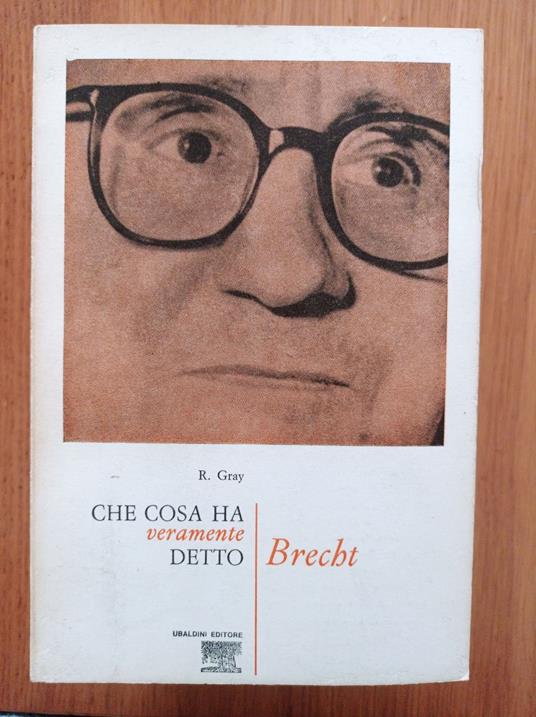 R. Gray
CHE COSA HA
veramente
DETTO
Brecht
UBALDINI EDITORE